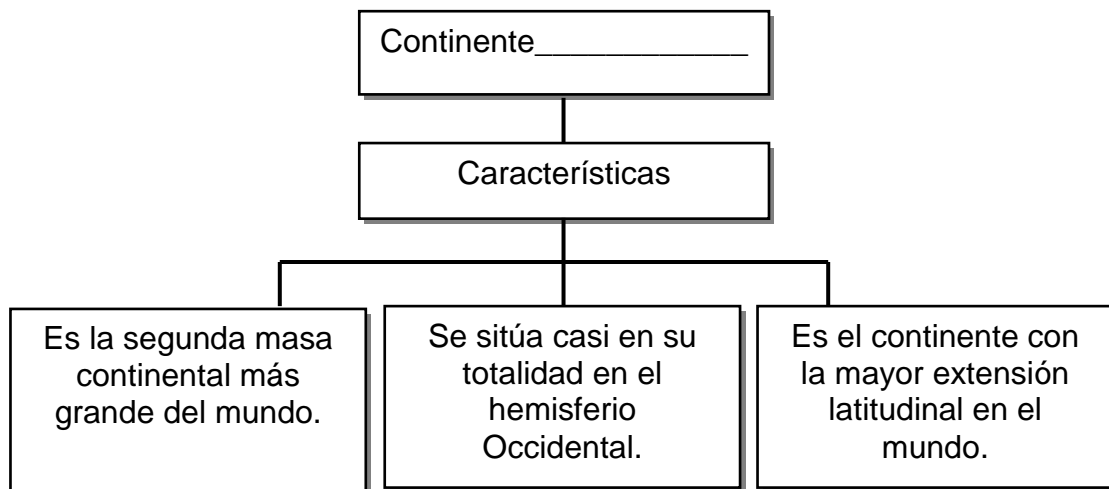 Continente_____________
Características
Es la segunda masa
continental más
grande del mundo.
Se sitúa casi en su
totalidad en el
hemisferio
Occidental.
Es el continente con
la mayor extensión
latitudinal en el
mundo.